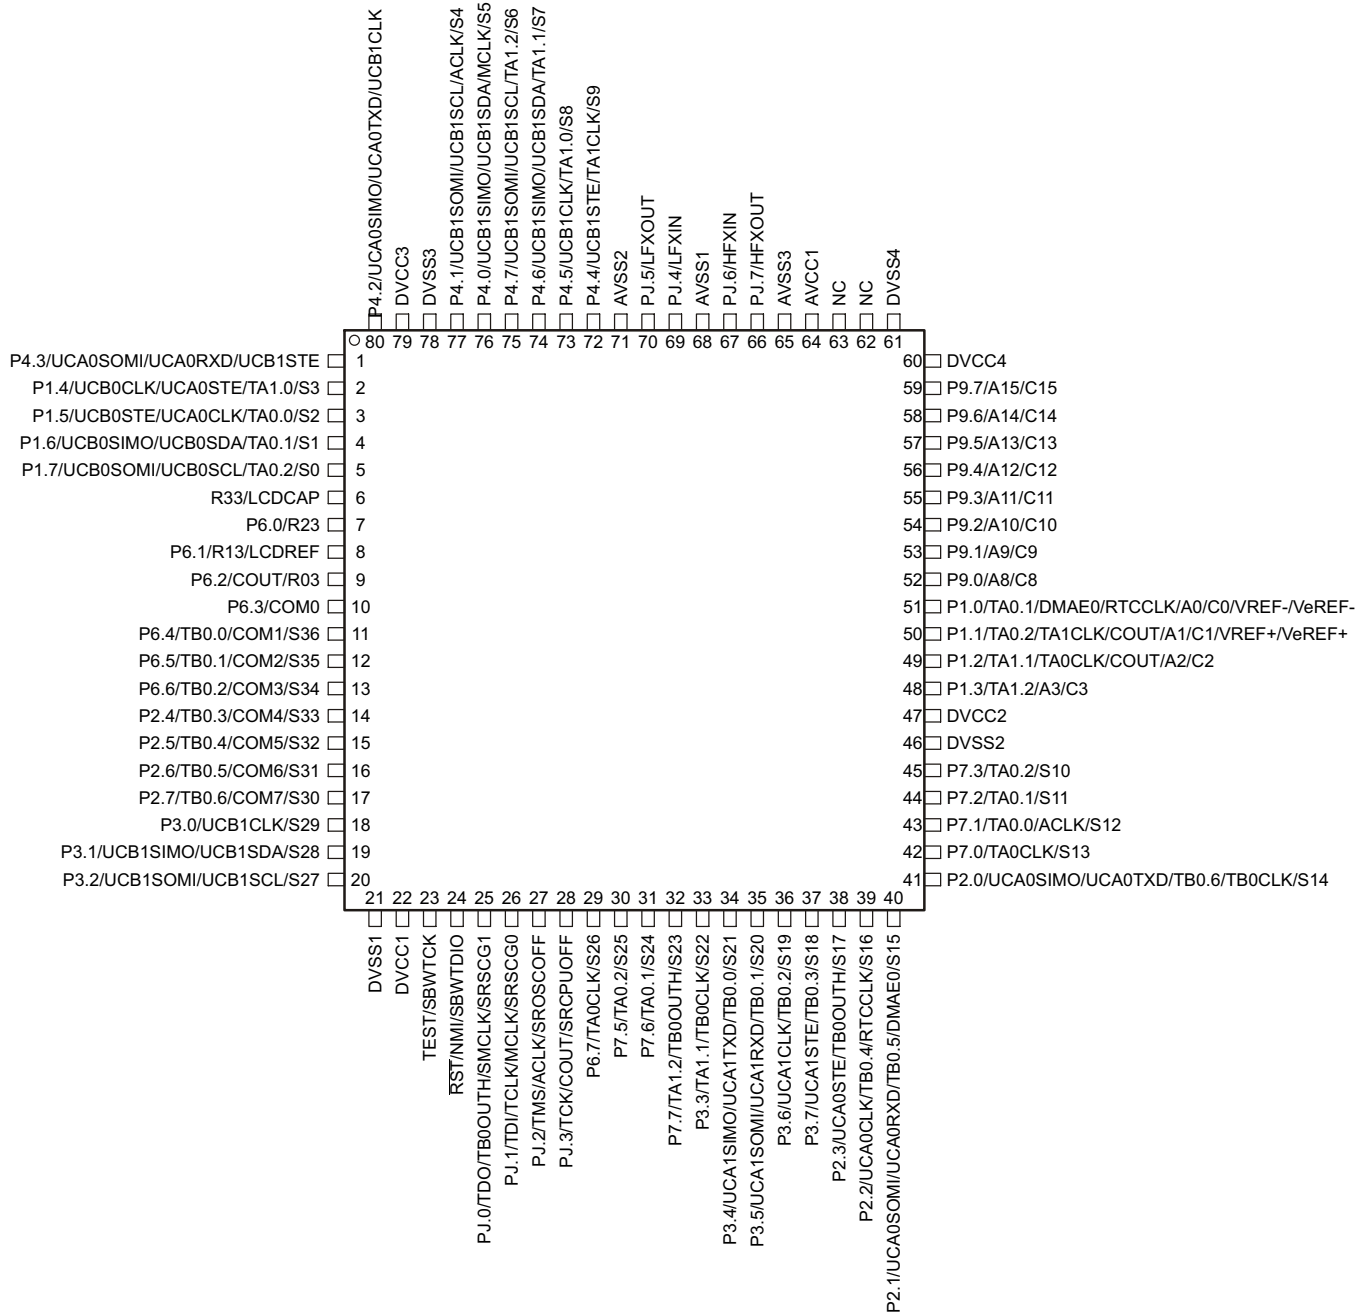 P4.2/UCA0SIMO/UCA0TXD/UCB1CLK
DVCC3
DVSS3
P4.1/UCB1SOMI/UCB1SCL/ACLK/S4
P4.0/UCB1SIMO/UCB1SDA/MCLK/S5
P4.7/UCB1SOMI/UCB1SCL/TA1.2/S6
P4.6/UCB1SIMO/UCB1SDA/TA1.1/S7
P4.5/UCB1CLK/TA1.0/S8
P4.4/UCB1STE/TA1CLK/S9
AVSS2
PJ.5/LFXOUT
PJ.4/LFXIN
AVSS1
PJ.6/HFXIN
PJ.7/HFXOUT
AVSS3
AVCC1
NC
NC
DVSS4
80 79 78 77 76 75 74 73 72 71 70 69 68 67 66 65 64 63 62 61
P4.3/UCA0SOMI/UCA0RXD/UCB1STE 1
P1.4/UCB0CLK/UCA0STE/TA1.0/S3 2
P1.5/UCB0STE/UCA0CLK/TA0.0/S2 3
P1.6/UCB0SIMO/UCB0SDA/TA0.1/S1 4
P1.7/UCB0SOMI/UCB0SCL/TA0.2/S0 5
R33/LCDCAP 6
P6.0/R23 7
P6.1/R13/LCDREF 8
P6.2/COUT/R03 9
P6.3/COM0 10
P6.4/TB0.0/COM1/S36 11
P6.5/TB0.1/COM2/S35 12
P6.6/TB0.2/COM3/S34 13
P2.4/TB0.3/COM4/S33 14
P2.5/TB0.4/COM5/S32 15
P2.6/TB0.5/COM6/S31 16
P2.7/TB0.6/COM7/S30 17
P3.0/UCB1CLK/S29 18
P3.1/UCB1SIMO/UCB1SDA/S28 19
P3.2/UCB1SOMI/UCB1SCL/S27 20
60 DVCC4
59 P9.7/A15/C15
58 P9.6/A14/C14
57 P9.5/A13/C13
56 P9.4/A12/C12
55 P9.3/A11/C11
54 P9.2/A10/C10
53 P9.1/A9/C9
52 P9.0/A8/C8
51 P1.0/TA0.1/DMAE0/RTCCLK/A0/C0/VREF-/VeREF-
50 P1.1/TA0.2/TA1CLK/COUT/A1/C1/VREF+/VeREF+
49 P1.2/TA1.1/TA0CLK/COUT/A2/C2
48 P1.3/TA1.2/A3/C3
47 DVCC2
46 DVSS2
45 P7.3/TA0.2/S10
44 P7.2/TA0.1/S11
43 P7.1/TA0.0/ACLK/S12
42 P7.0/TA0CLK/S13
41 P2.0/UCA0SIMO/UCA0TXD/TB0.6/TB0CLK/S14
21 22 23 24 25 26 27 28 29 30 31 32 33 34 35 36 37 38 39 40
DVSS1
DVCC1
TEST/SBWTCK
RST/NMI/SBWTDIO
PJ.0/TDO/TB0OUTH/SMCLK/SRSCG1
PJ.1/TDI/TCLK/MCLK/SRSCG0
PJ.2/TMS/ACLK/SROSCOFF
PJ.3/TCK/COUT/SRCPUOFF
P6.7/TA0CLK/S26
P7.5/TA0.2/S25
P7.6/TA0.1/S24
P7.7/TA1.2/TB0OUTH/S23
P3.3/TA1.1/TB0CLK/S22
P3.4/UCA1SIMO/UCA1TXD/TB0.0/S21
P3.5/UCA1SOMI/UCA1RXD/TB0.1/S20
P3.6/UCA1CLK/TB0.2/S19
P3.7/UCA1STE/TB0.3/S18
P2.3/UCA0STE/TB0OUTH/S17
P2.2/UCA0CLK/TB0.4/RTCCLK/S16
P2.1/UCA0SOMI/UCA0RXD/TB0.5/DMAE0/S15